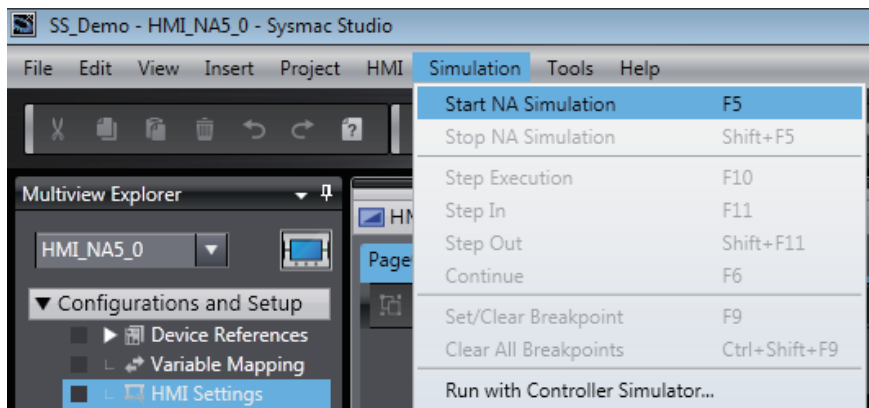 SS_Demo - HMI_NA5_0 - Sysmac Studio
File Edit View Insert Project HMI Simulation Tools Help
Start NA Simulation F5
Stop NA Simulation Shift+F5
Step Execution F10
Step In F11
Step Out Shift+F11
Continue F6
Set/Clear Breakpoint F9
Clear All Breakpoints Ctrl+Shift+F9
Run with Controller Simulator...
Multiview Explorer
HMI_NA5_0
▼ Configurations and Setup
Device References
Variable Mapping
HMI Settings
Page